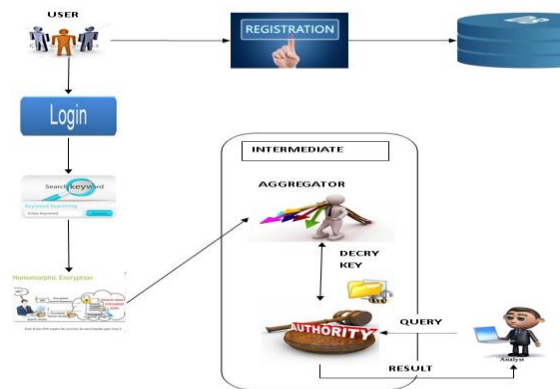 USER
REGISTRATION
DB
Login
Search keyword
Keyword Searching
Enter Keyword
INTERMEDIATE
AGGREGATOR
Homomorphic Encryption
DECRY
KEY
AUTHORITY
QUERY
RESULT
Analyst